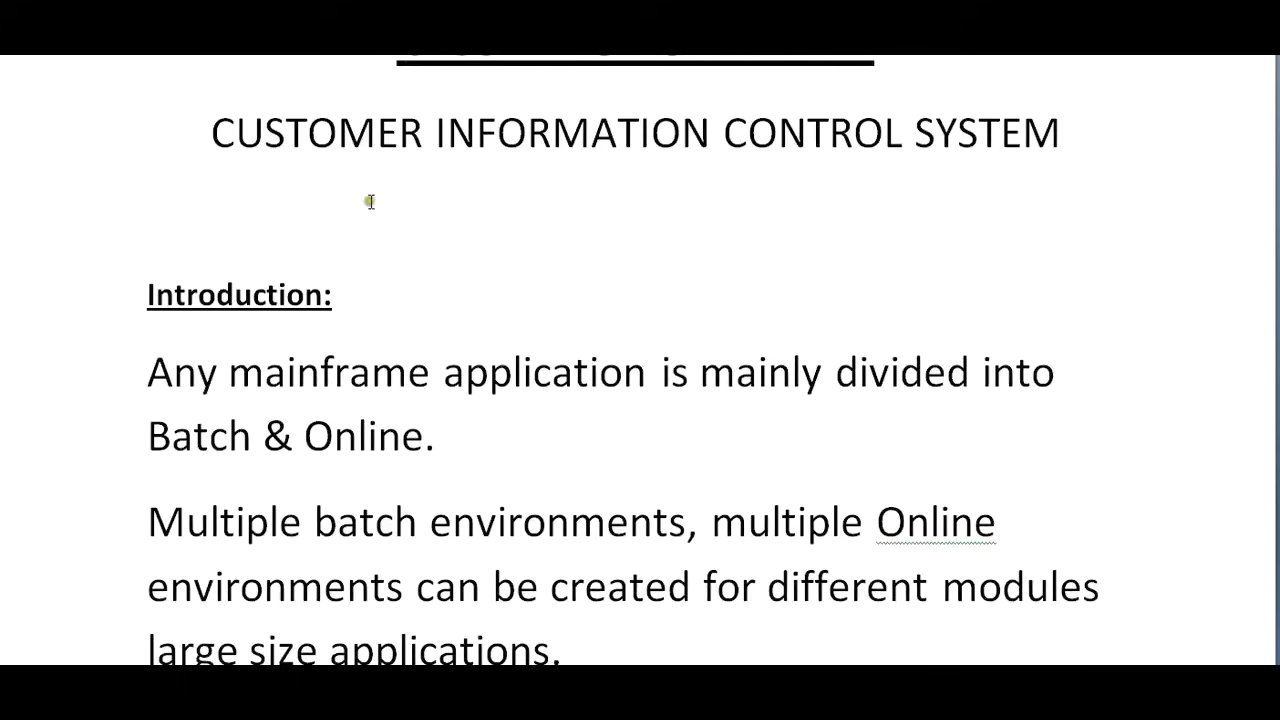 CUSTOMER INFORMATION CONTROL SYSTEM
Introduction:
Any mainframe application is mainly divided into
Batch & Online.
Multiple batch environments, multiple Online
environments can be created for different modules
large size applications.